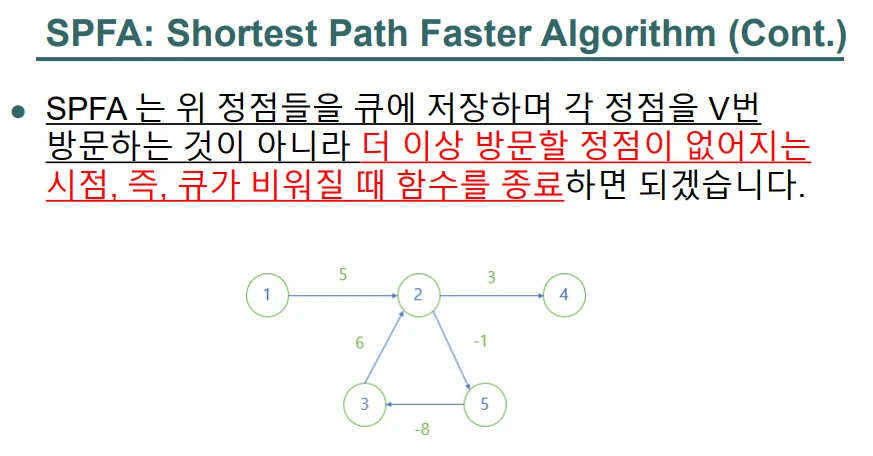 SPFA: Shortest Path Faster Algorithm (Cont.)
SPFA 는 위 정점들을 큐에 저장하며 각 정점을 V번
방문하는 것이 아니라 더 이상 방문할 정점이 없어지는
시점, 즉, 큐가 비워질 때 함수를 종료하면 되겠습니다.
5
3
1
2
4
6
-1
3
5
-8